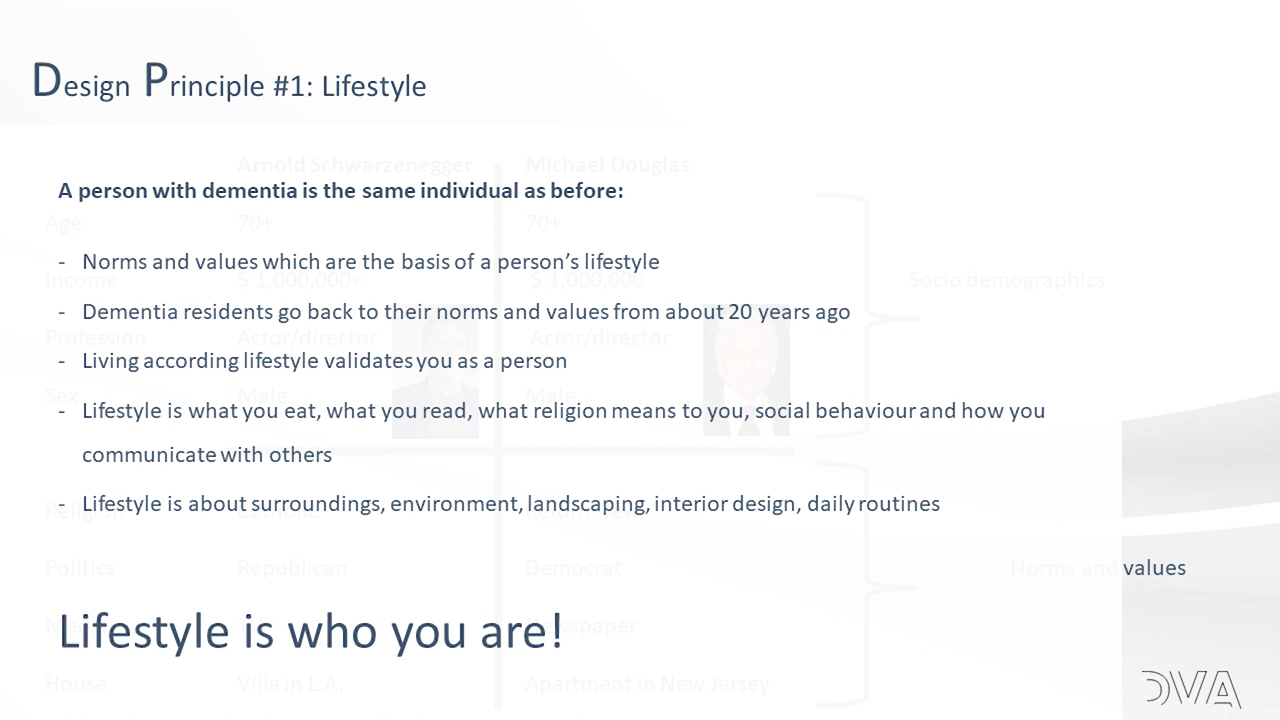 Design Principle #1: Lifestyle
Arnold Schwarzenegger Michael Douglas
A person with dementia is the same individual as before:
Age 70+ 70+
- Norms and values which are the basis of a person’s lifestyle
Income $ 1,000,000+ $ 1,000,000 Socio demographics
- Dementia residents go back to their norms and values from about 20 years ago
Profession Actor/director Actor/director
- Living according lifestyle validates you as a person
Sex Male Male
- Lifestyle is what you eat, what you read, what religion means to you, social behaviour and how you
communicate with others
- Lifestyle is about surroundings, environment, landscaping, interior design, daily routines
Religion Catholic
Politics Republican Democrat Norms and values
Lifestyle is who you are!
Newspaper
House Villa in L.A. Apartment in New Jersey
DVA